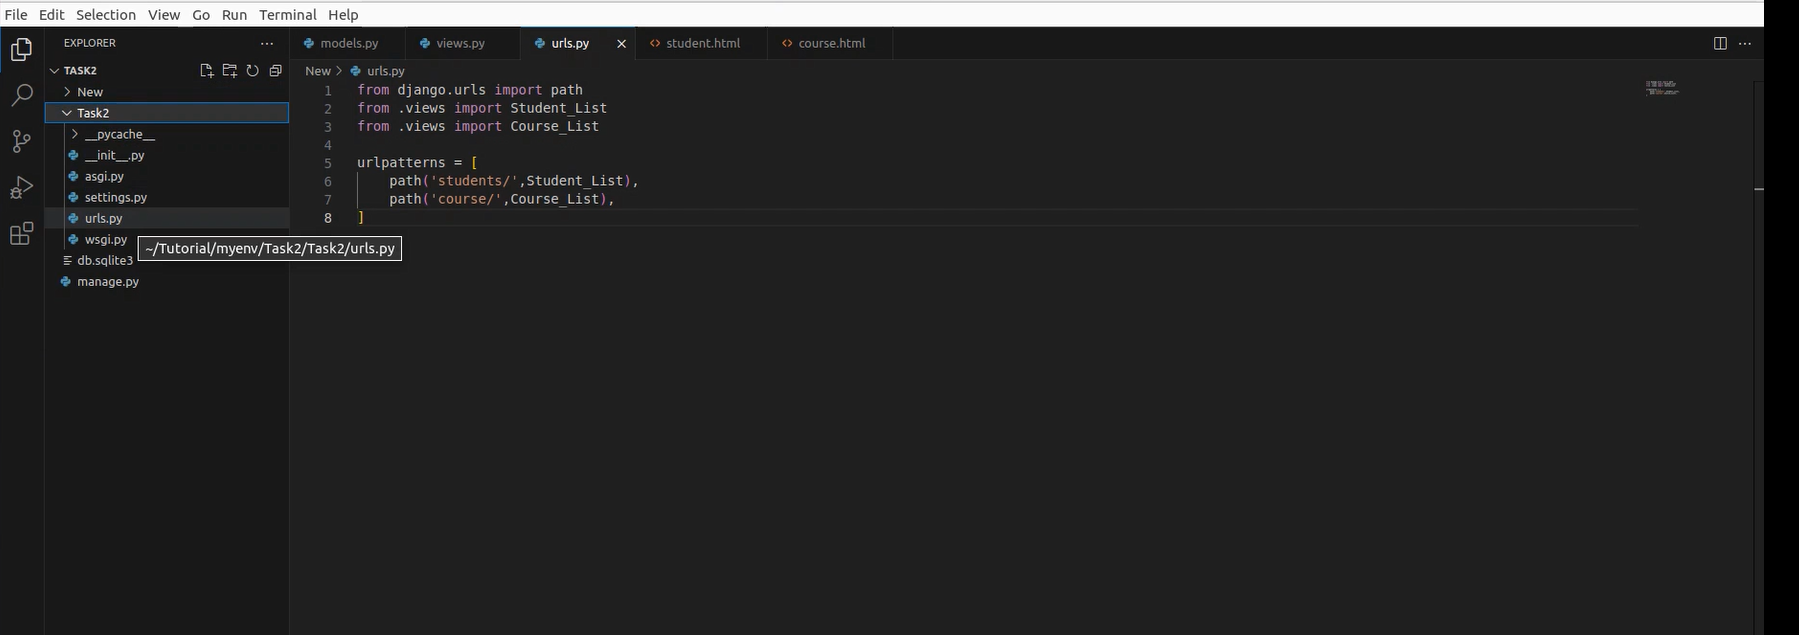 File Edit Selection View Go Run Terminal Help
EXPLORER ···
models.py views.py urls.py × student.html course.html ···
TASK2
New > urls.py
New
Task2
__pycache__
__init__.py
asgi.py
settings.py
urls.py
wsgi.py
~/Tutorial/myenv/Task2/Task2/urls.py
db.sqlite3
manage.py
1 from django.urls import path
2 from .views import Student_List
3 from .views import Course_List
4
5 urlpatterns = [
6 path('students/',Student_List),
7 path('course/',Course_List),
8 ]